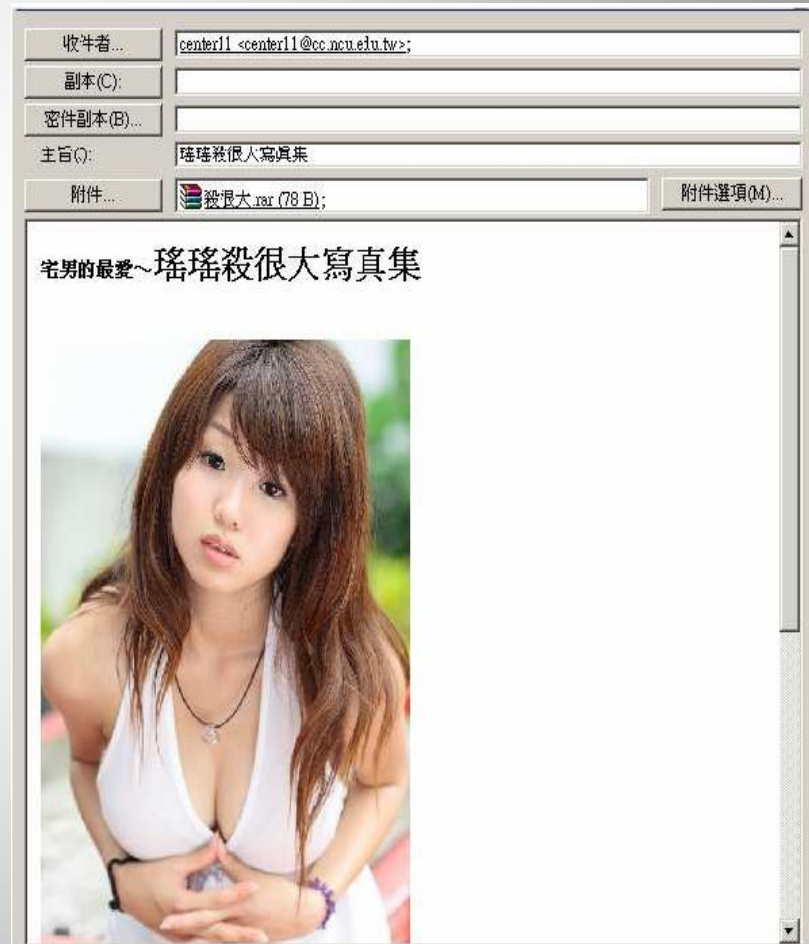 收件者... center11 <center11@cc.ncu.edu.tw>;
副本(C):
密件副本(B)...
主旨(): 瑤瑤殺很大寫真集
附件... 殺很大.rar (78 B); 附件選項(M)...
宅男的最愛~瑤瑤殺很大寫真集